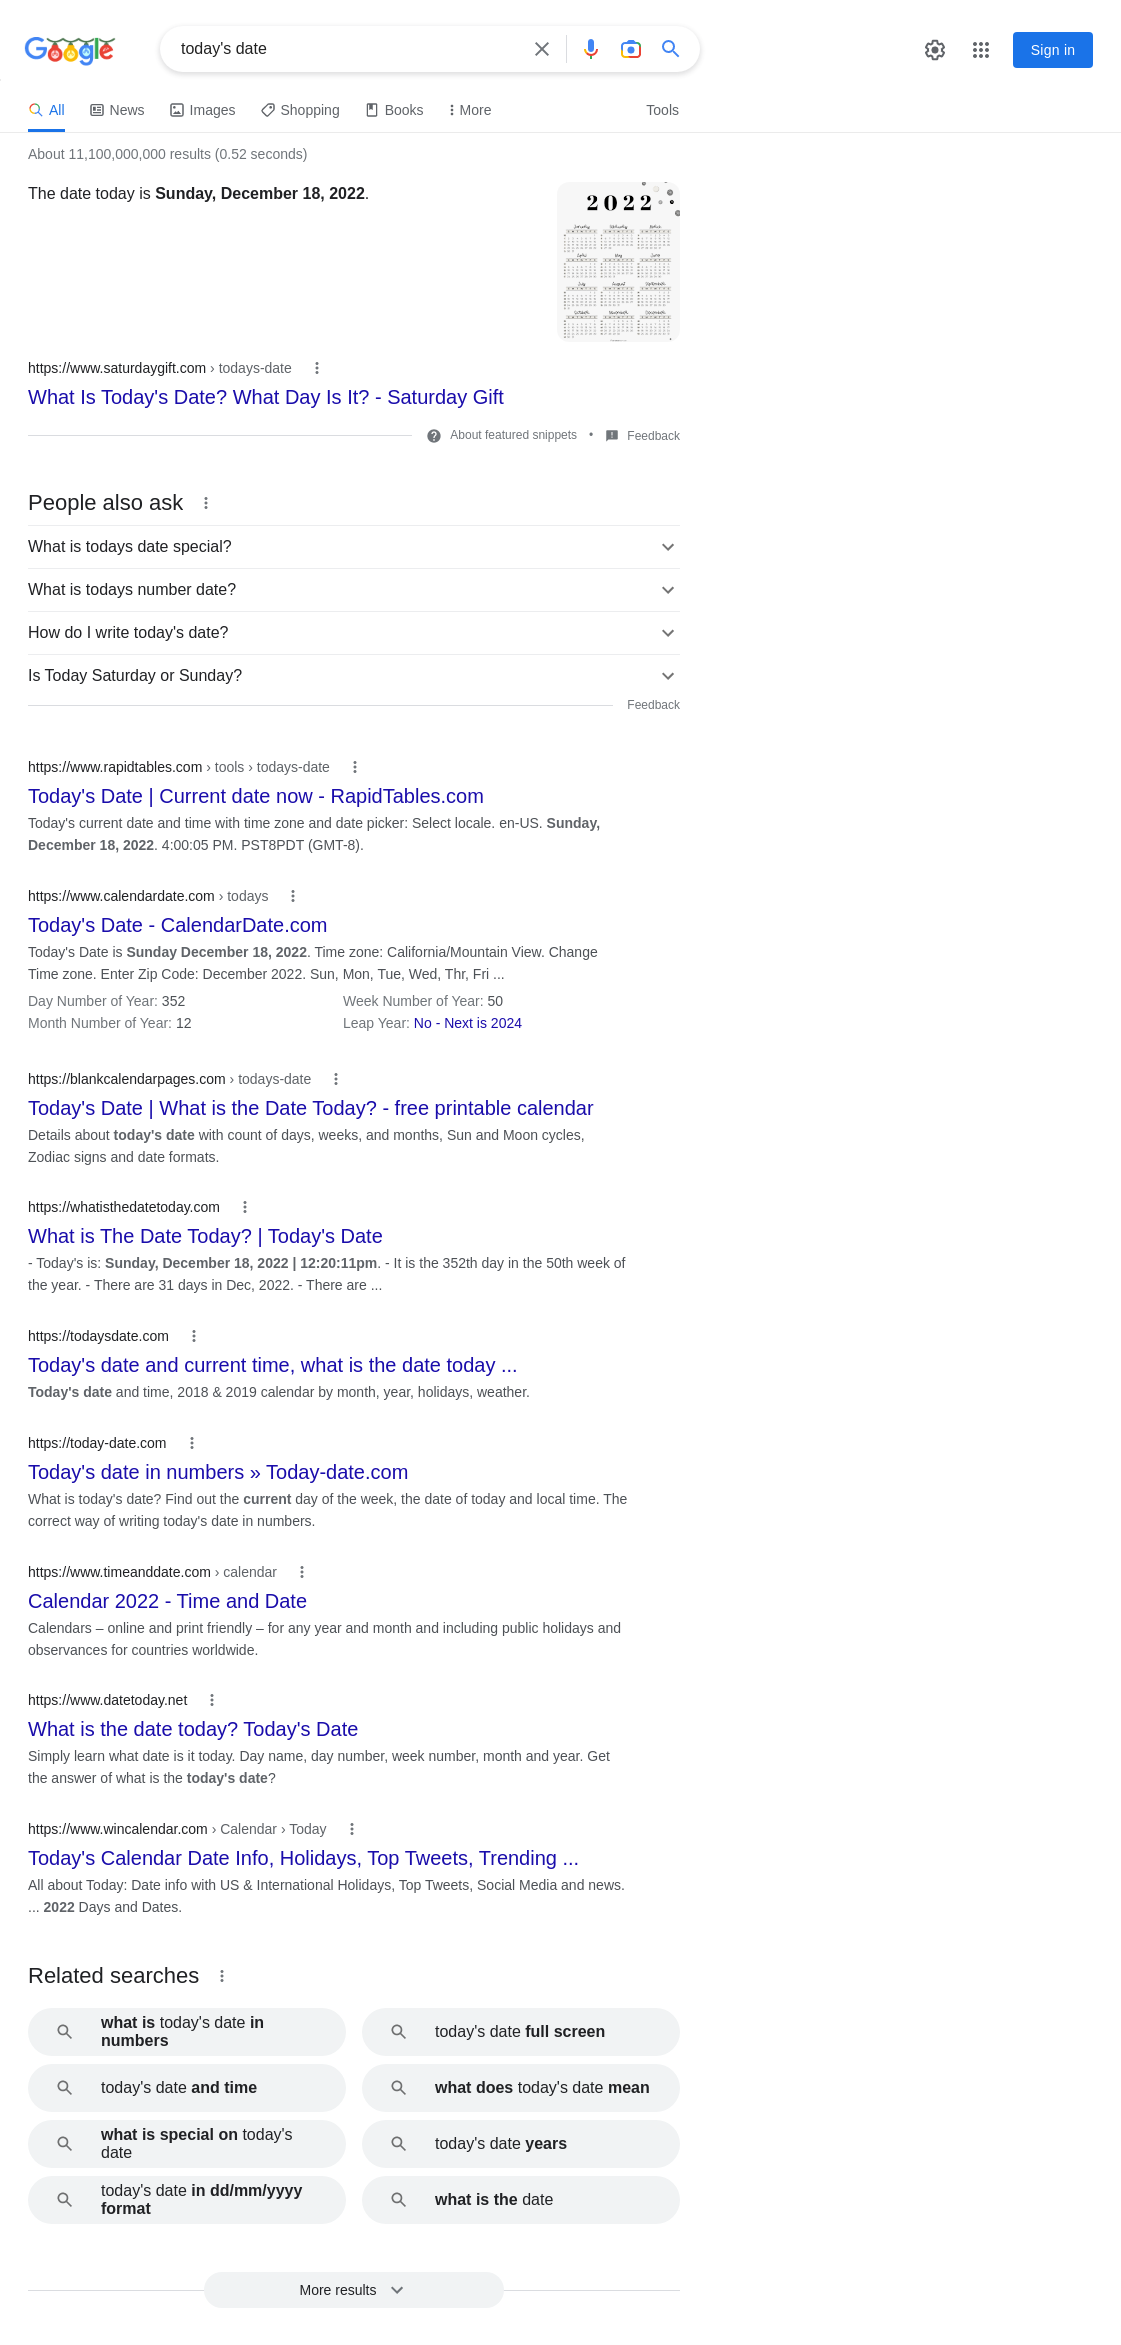 Google
today's date
Sign in
All
News
Images
Shopping
Books
More
Tools
About 11,100,000,000 results (0.52 seconds)
The date today is Sunday, December 18, 2022.
2022
https://www.saturdaygift.com › todays-date
What Is Today's Date? What Day Is It? - Saturday Gift
About featured snippets • Feedback
People also ask
What is todays date special?
What is todays number date?
How do I write today's date?
Is Today Saturday or Sunday?
Feedback
https://www.rapidtables.com › tools › todays-date
Today's Date | Current date now - RapidTables.com
Today's current date and time with time zone and date picker: Select locale. en-US. Sunday,
December 18, 2022. 4:00:05 PM. PST8PDT (GMT-8).
https://www.calendardate.com › todays
Today's Date - CalendarDate.com
Today's Date is Sunday December 18, 2022. Time zone: California/Mountain View. Change
Time zone. Enter Zip Code: December 2022. Sun, Mon, Tue, Wed, Thr, Fri ...
Day Number of Year: 352
Week Number of Year: 50
Month Number of Year: 12
Leap Year: No - Next is 2024
https://blankcalendarpages.com › todays-date
Today's Date | What is the Date Today? - free printable calendar
Details about today's date with count of days, weeks, and months, Sun and Moon cycles,
Zodiac signs and date formats.
https://whatisthedatetoday.com
What is The Date Today? | Today's Date
- Today's is: Sunday, December 18, 2022 | 12:20:11pm. - It is the 352th day in the 50th week of
the year. - There are 31 days in Dec, 2022. - There are ...
https://todaysdate.com
Today's date and current time, what is the date today ...
Today's date and time, 2018 & 2019 calendar by month, year, holidays, weather.
https://today-date.com
Today's date in numbers » Today-date.com
What is today's date? Find out the current day of the week, the date of today and local time. The
correct way of writing today's date in numbers.
https://www.timeanddate.com › calendar
Calendar 2022 - Time and Date
Calendars – online and print friendly – for any year and month and including public holidays and
observances for countries worldwide.
https://www.datetoday.net
What is the date today? Today's Date
Simply learn what date is it today. Day name, day number, week number, month and year. Get
the answer of what is the today's date?
https://www.wincalendar.com › Calendar › Today
Today's Calendar Date Info, Holidays, Top Tweets, Trending ...
All about Today: Date info with US & International Holidays, Top Tweets, Social Media and news.
... 2022 Days and Dates.
Related searches
what is today's date in
numbers
today's date full screen
today's date and time
what does today's date mean
what is special on today's
date
today's date years
today's date in dd/mm/yyyy
format
what is the date
More results